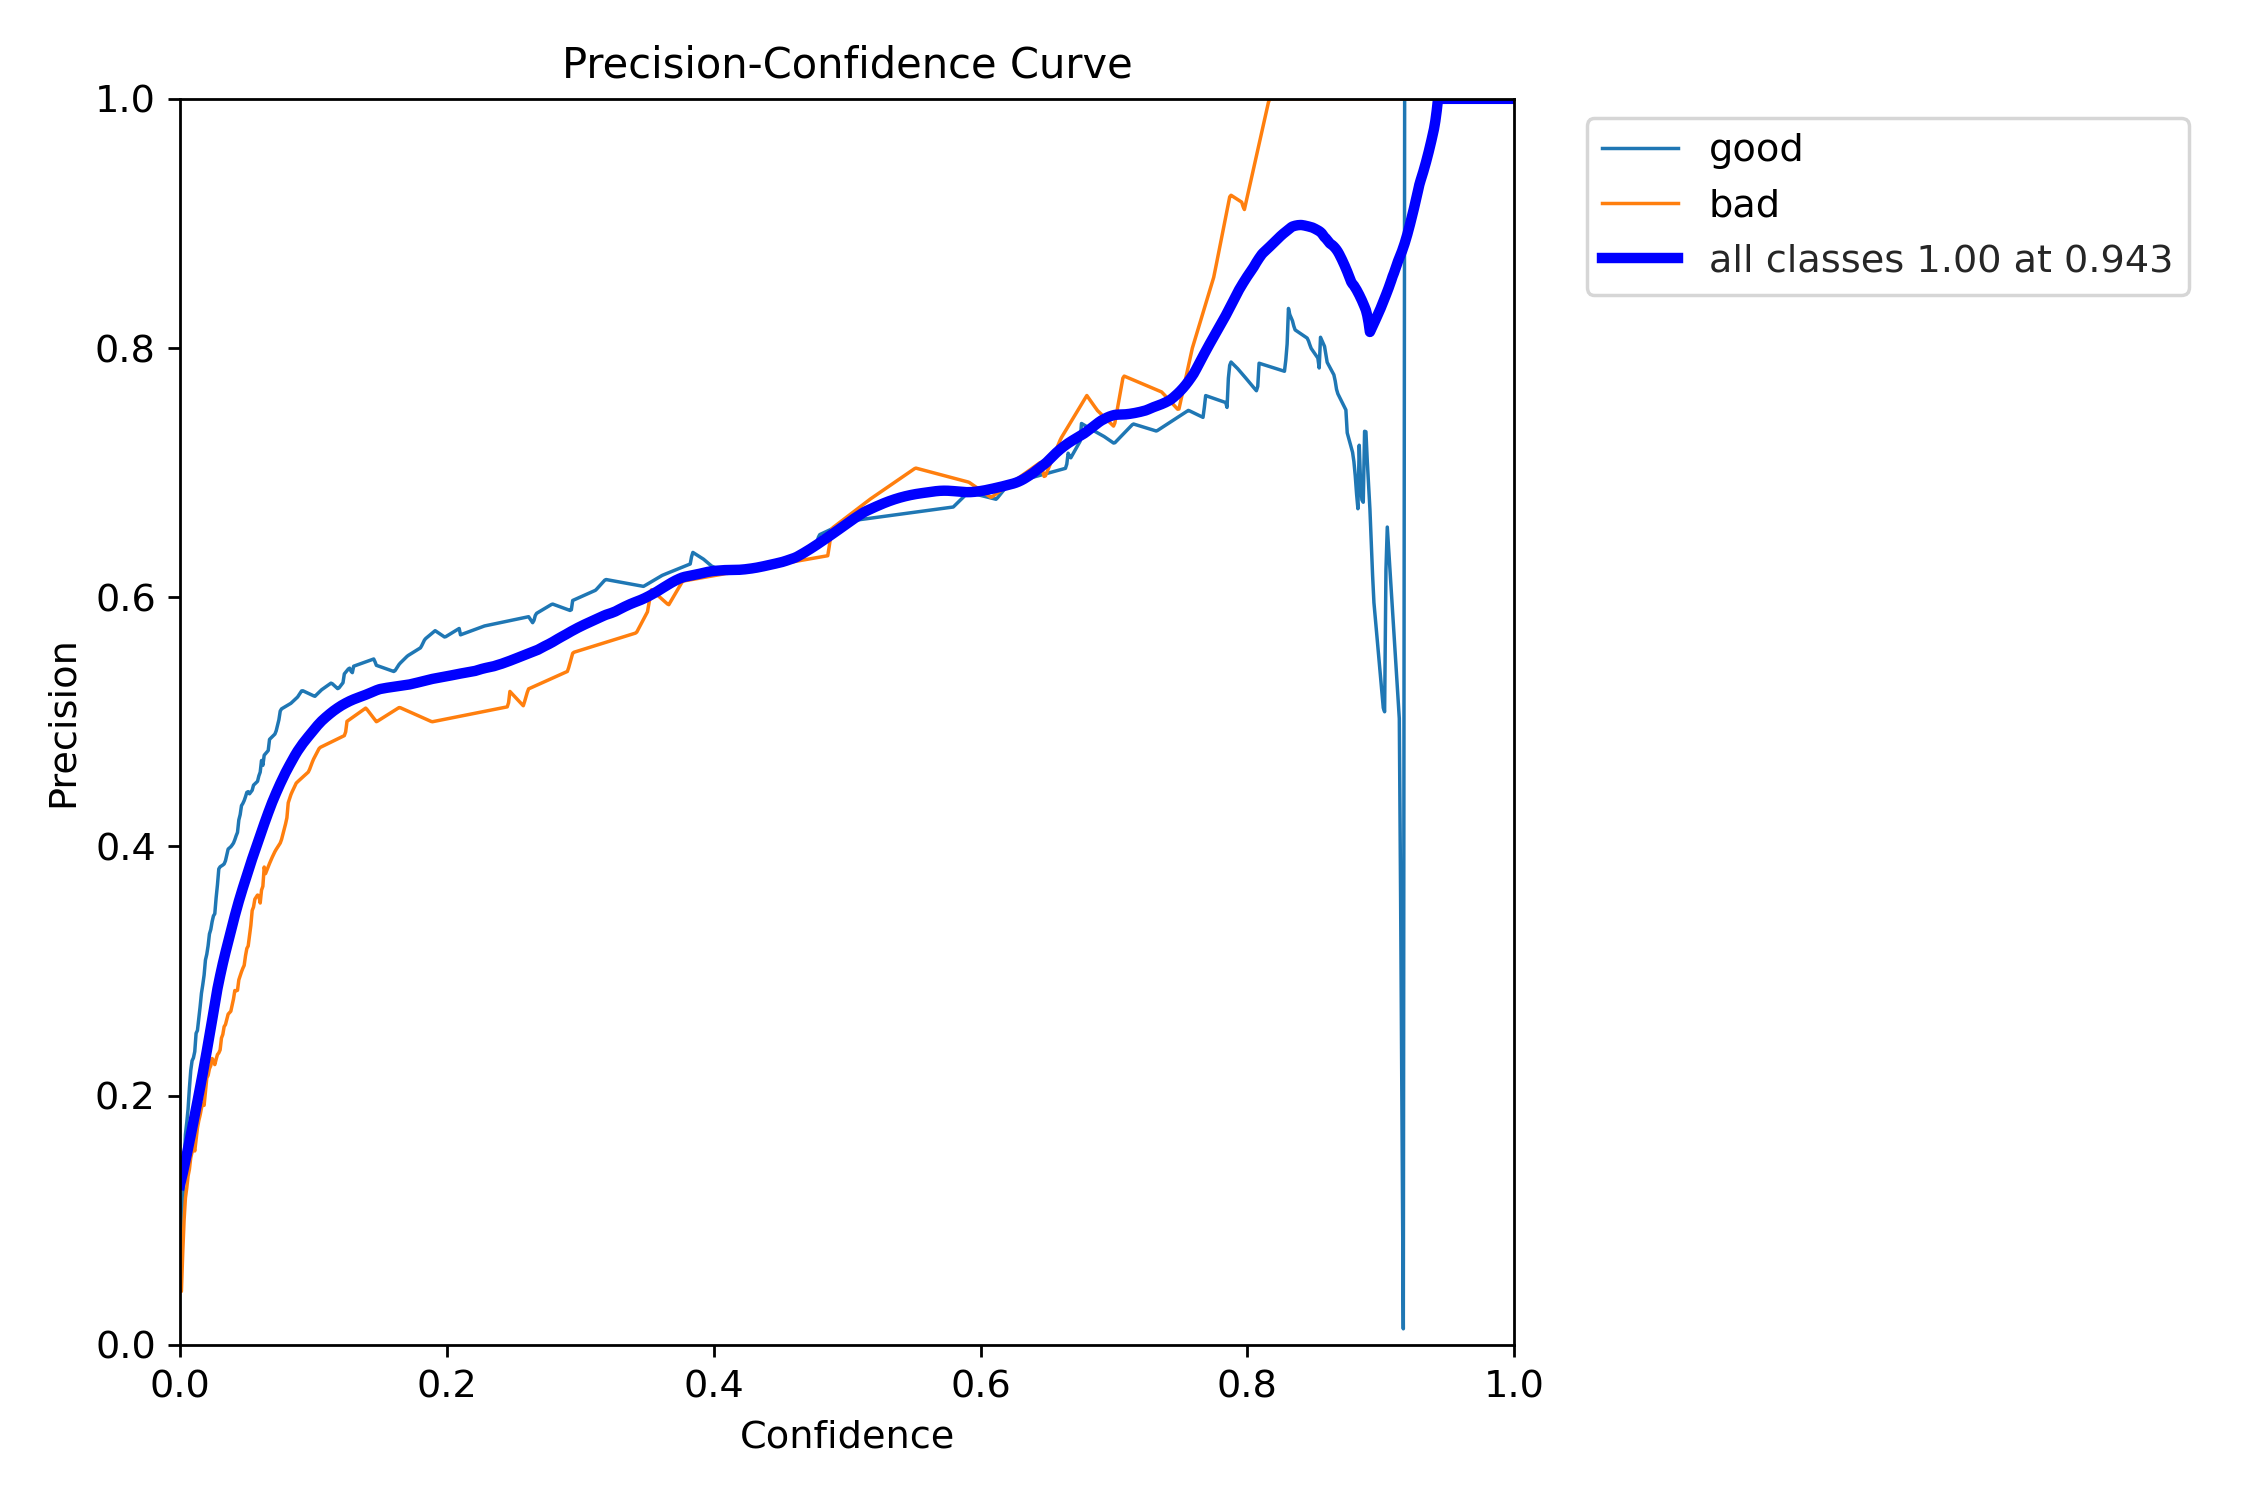 Precision-Confidence Curve
1.0
0.8
0.6
0.4
0.2
0.0
Precision
0.0 0.2 0.4 0.6 0.8 1.0
Confidence
good
bad
all classes 1.00 at 0.943